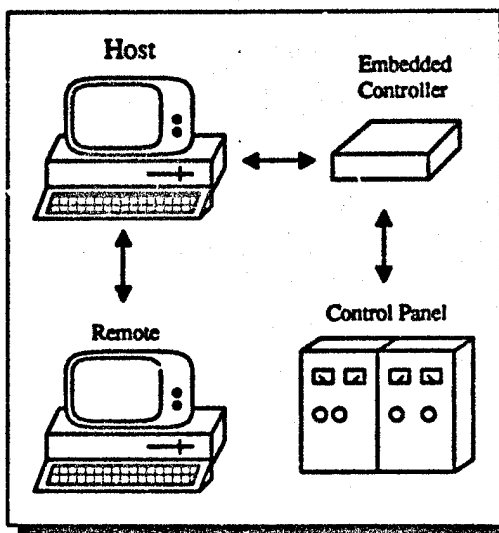 Host
Embedded
Controller
Remote
Control Panel